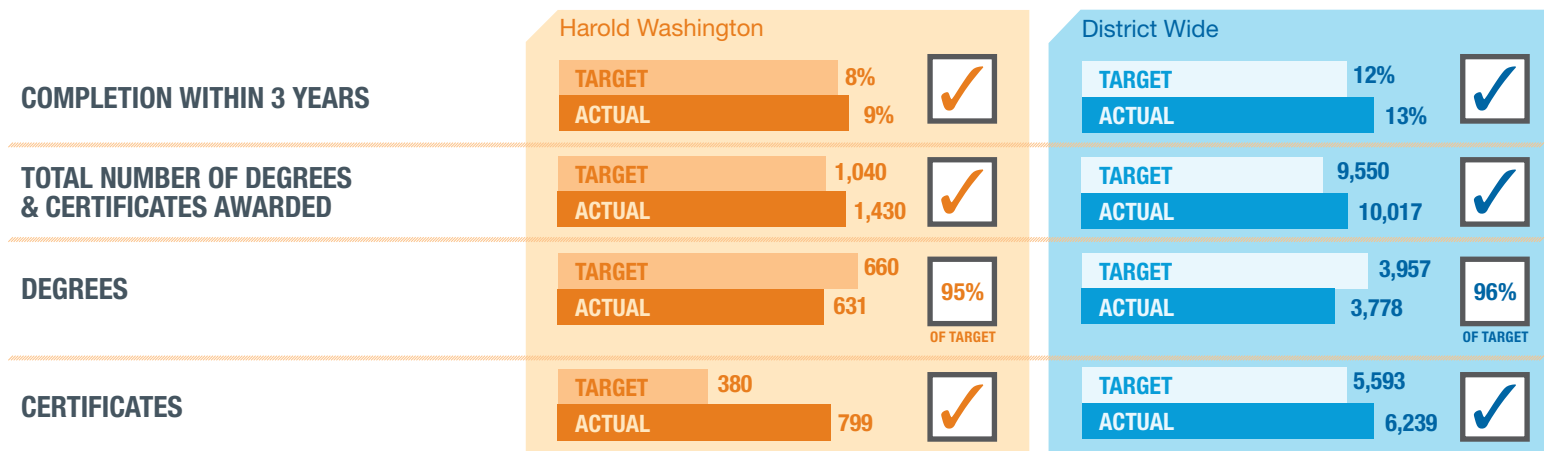 Harold Washington
District Wide
COMPLETION WITHIN 3 YEARS
TARGET 8%
ACTUAL 9%
TARGET 12%
ACTUAL 13%
TOTAL NUMBER OF DEGREES
& CERTIFICATES AWARDED
TARGET 1,040
ACTUAL 1,430
TARGET 9,550
ACTUAL 10,017
DEGREES
TARGET 660
ACTUAL 631
95%
OF TARGET
TARGET 3,957
ACTUAL 3,778
96%
OF TARGET
CERTIFICATES
TARGET 380
ACTUAL 799
TARGET 5,593
ACTUAL 6,239